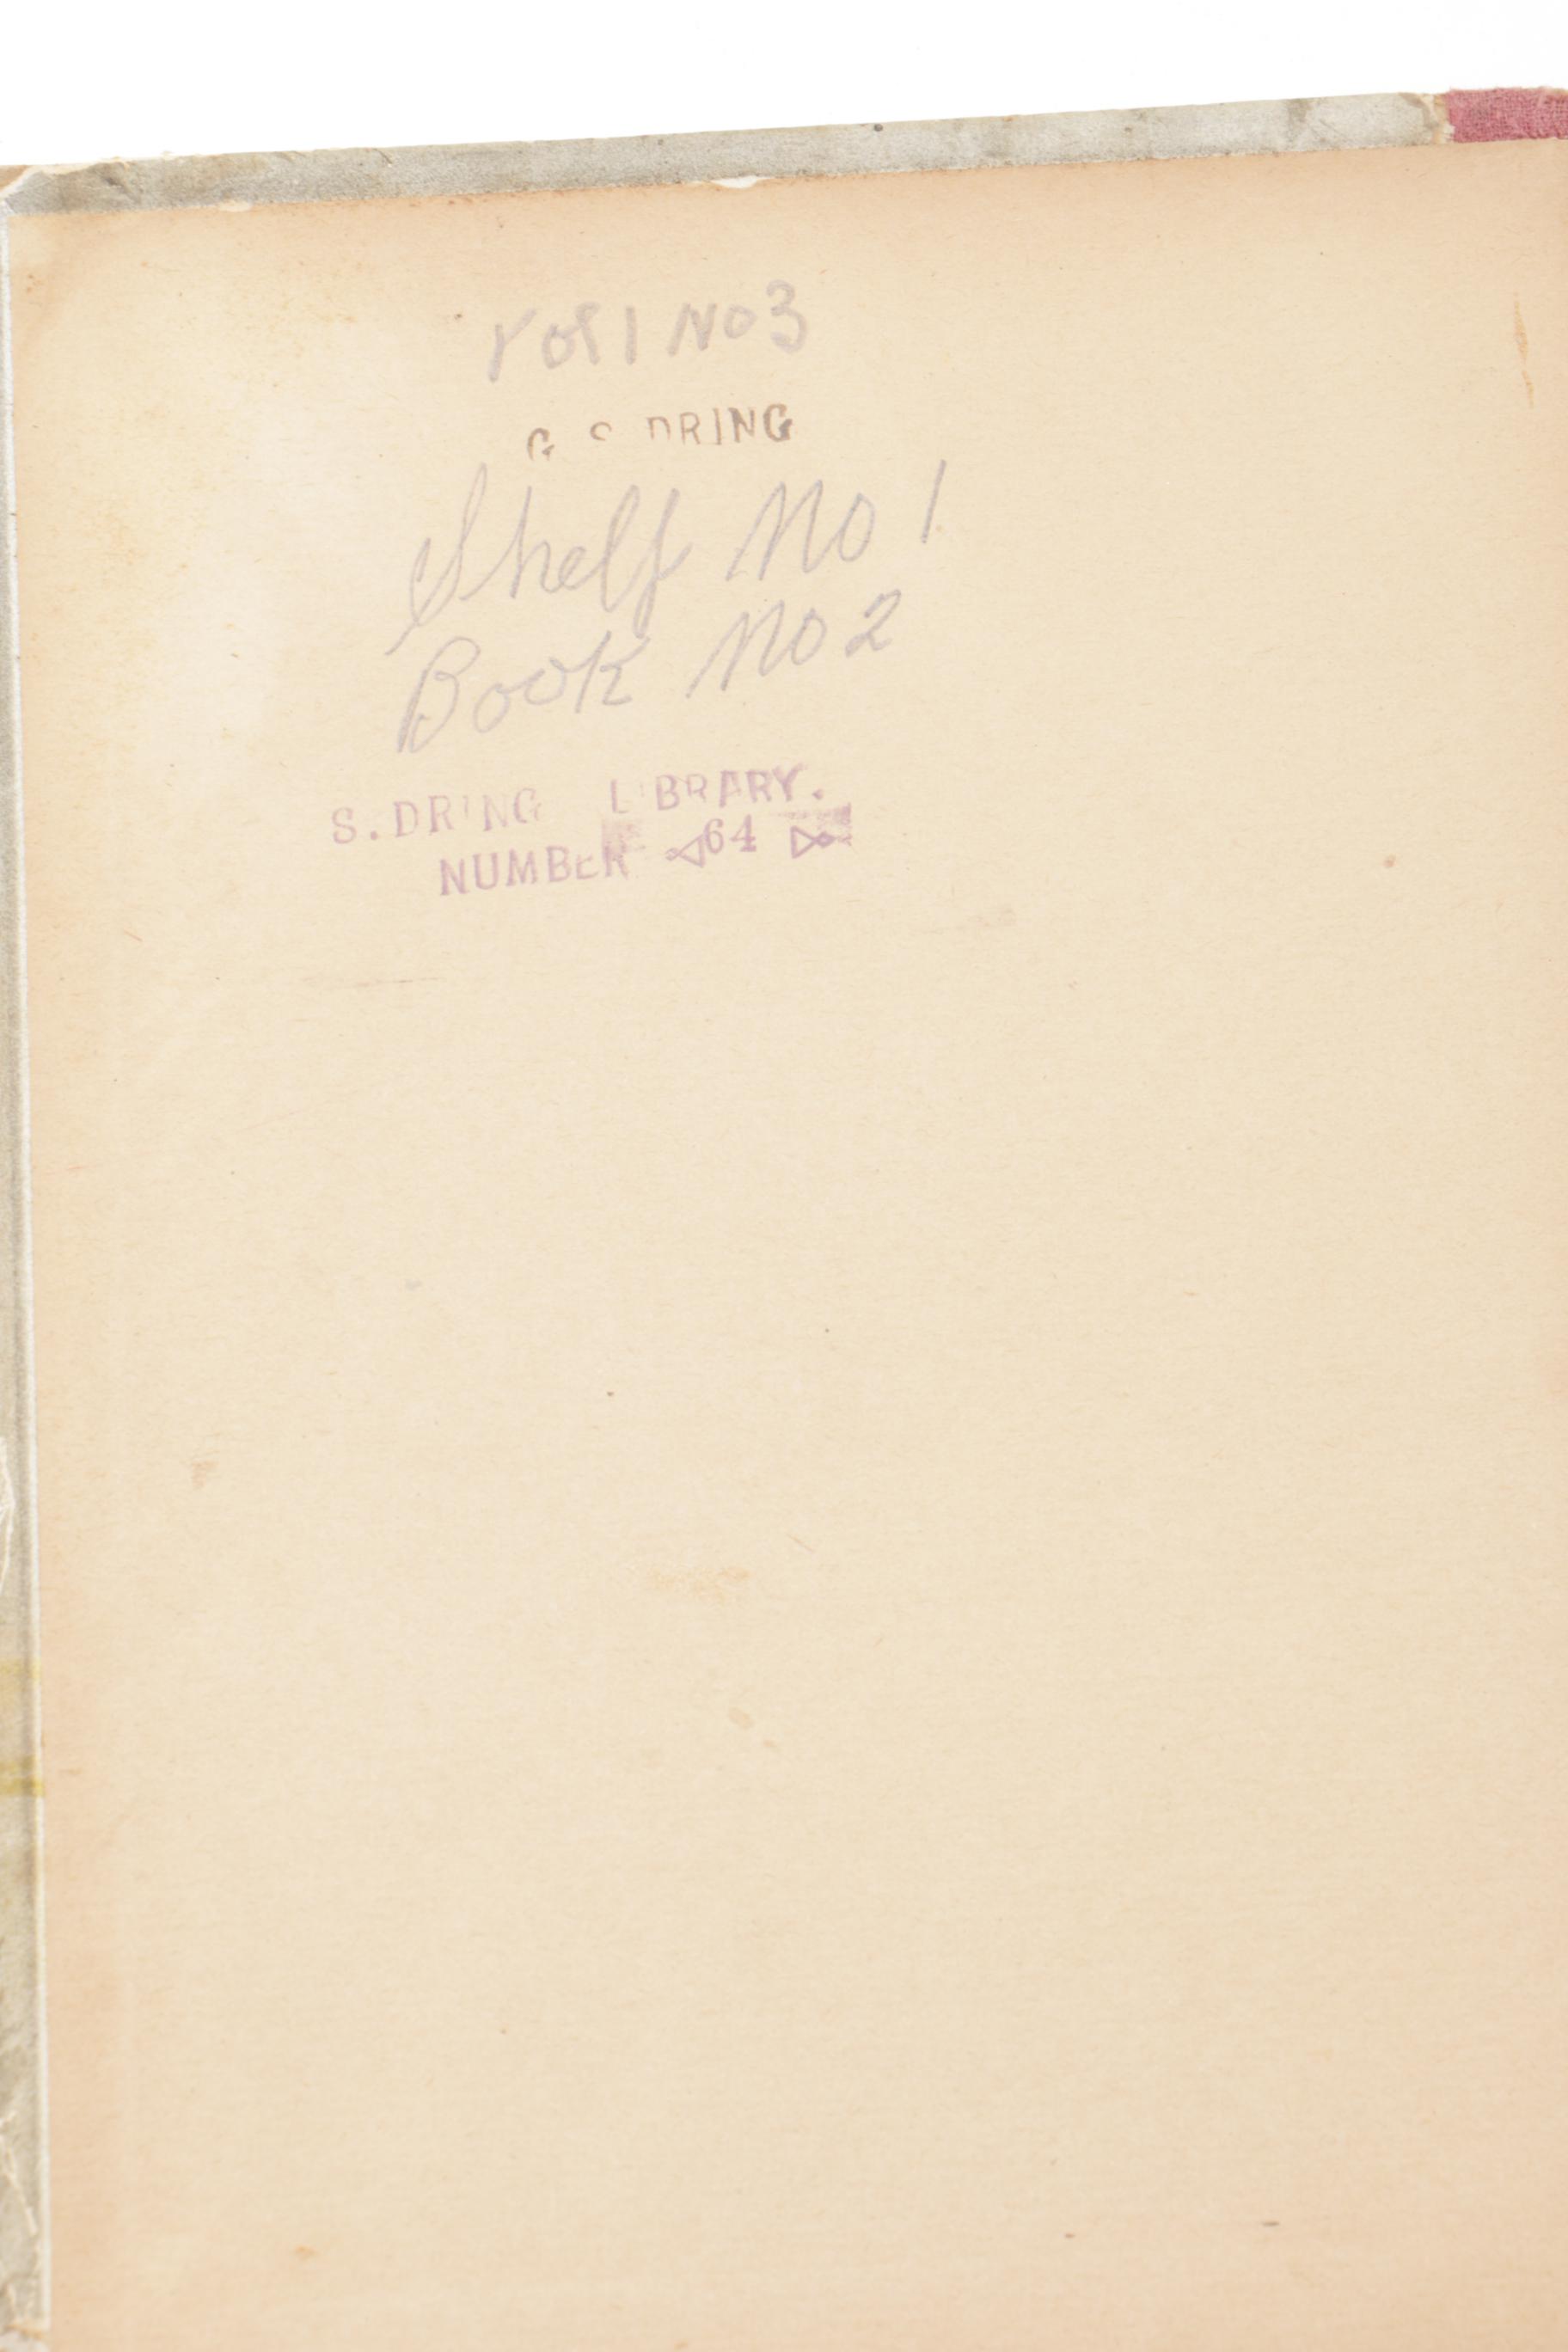 Vol 1 No 3
G S DRING
Shelf No 1
Book No 2
S. DRING LIBRARY.
NUMBER 64